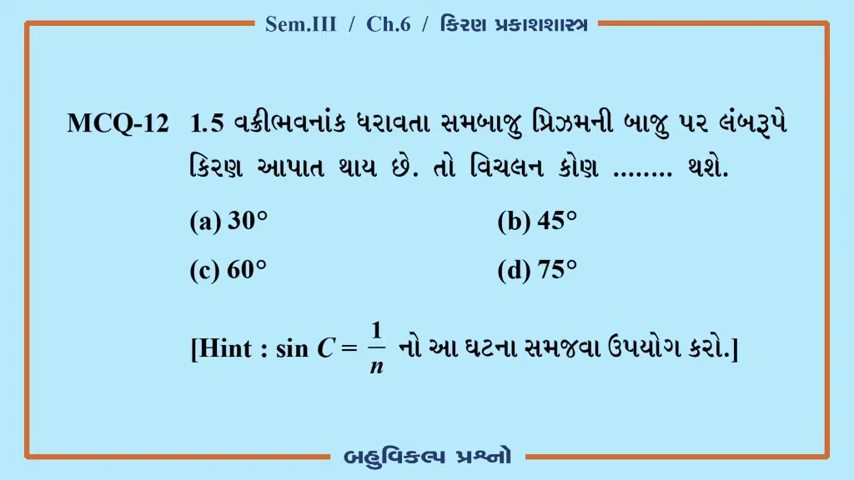 Sem.III / Ch.6 / કિરણ પ્રકાશશાસ્ત્ર
MCQ-12 1.5 વક્રીભવનાંક ધરાવતા સમબાજુ પ્રિઝમની બાજુ પર લંબરૂપે
કિરણ આપાત થાય છે. તો વિચલન કોણ ........ થશે.
(a) 30° (b) 45°
(c) 60° (d) 75°
[Hint : sin C = 1/n નો આ ઘટના સમજવા ઉપયોગ કરો.]
બહુવિકલ્પ પ્રશ્નો